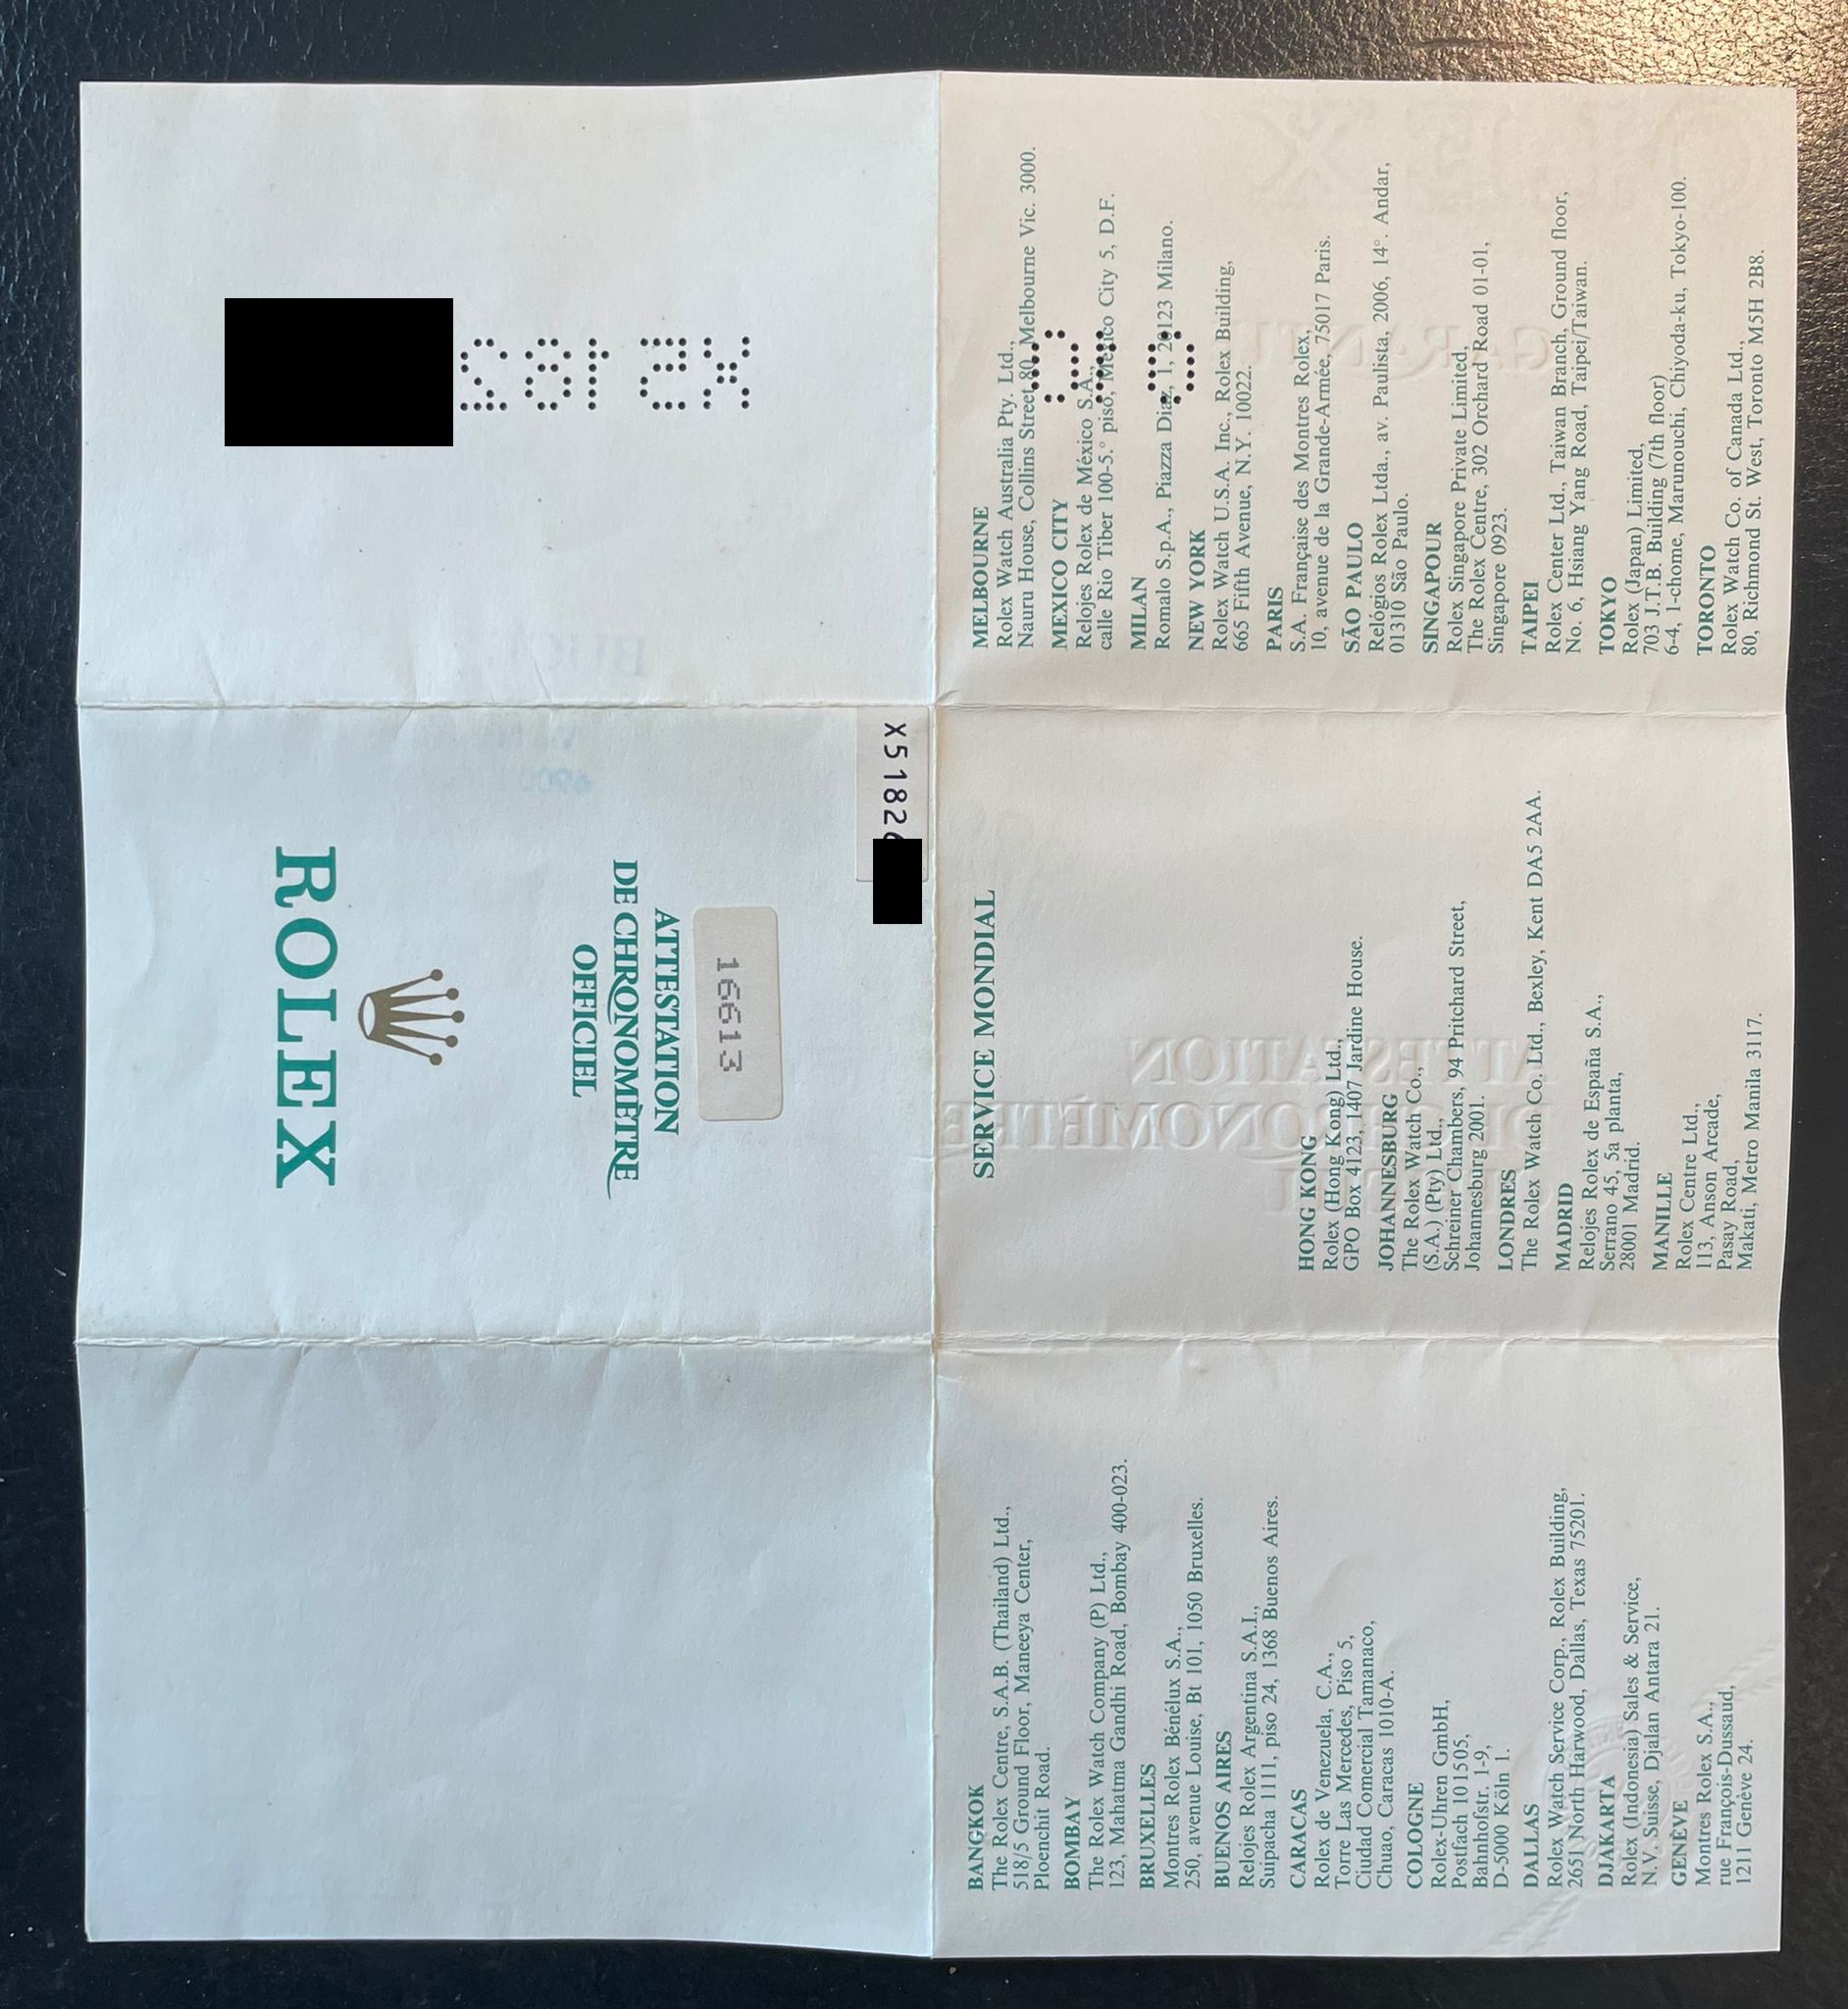 ROLEX
ATTESTATION
DE CHRONOMÈTRE
OFFICIEL
16613
X5182
X5 182
SERVICE MONDIAL
BANGKOK
The Rolex Centre, S.A.B. (Thailand) Ltd.,
518/5 Ground Floor, Maneeya Center,
Ploenchit Road.
BOMBAY
The Rolex Watch Company (P) Ltd.,
123, Mahatma Gandhi Road, Bombay 400-023.
BRUXELLES
Montres Rolex Bénélux S.A.,
250, avenue Louise, Bt 101, 1050 Bruxelles.
BUENOS AIRES
Relojes Rolex Argentina S.A.I.,
Suipacha 1111, piso 24, 1368 Buenos Aires.
CARACAS
Rolex de Venezuela, C.A.,
Torre Las Mercedes, Piso 5,
Ciudad Comercial Tamanaco,
Chuao, Caracas 1010-A.
COLOGNE
Rolex-Uhren GmbH,
Postfach 10 15 05,
Bahnhofstr. 1-9,
D-5000 Köln 1.
DALLAS
Rolex Watch Service Corp., Rolex Building,
2651 North Harwood, Dallas, Texas 75201.
DJAKARTA
Rolex (Indonesia) Sales & Service,
N.V. Suisse, Djalan Antara 21.
GENÈVE
Montres Rolex S.A.,
rue François-Dussaud,
1211 Genève 24.
HONG KONG
Rolex (Hong Kong) Ltd.,
GPO Box 4123, 1407 Jardine House.
JOHANNESBURG
The Rolex Watch Co.,
(S.A.) (Pty) Ltd.,
Schreiner Chambers, 94 Pritchard Street,
Johannesburg 2001.
LONDRES
The Rolex Watch Co. Ltd., Bexley, Kent DA5 2AA.
MADRID
Relojes Rolex de España S.A.,
Serrano 45, 5a planta,
28001 Madrid.
MANILLE
Rolex Centre Ltd.,
113, Anson Arcade,
Pasay Road,
Makati, Metro Manila 3117.
MELBOURNE
Rolex Watch Australia Pty. Ltd.,
Nauru House, Collins Street 80, Melbourne Vic. 3000.
MEXICO CITY
Relojes Rolex de México S.A.,
calle Rio Tiber 100-5.° piso, México City 5, D.F.
MILAN
Romalo S.p.A., Piazza Diaz, 1, 20123 Milano.
NEW YORK
Rolex Watch U.S.A. Inc., Rolex Building,
665 Fifth Avenue, N.Y. 10022.
PARIS
S.A. Française des Montres Rolex,
10, avenue de la Grande-Armée, 75017 Paris.
SÃO PAULO
Relógios Rolex Ltda., av. Paulista, 2006, 14°. Andar,
01310 São Paulo.
SINGAPOUR
Rolex Singapore Private Limited,
The Rolex Centre, 302 Orchard Road 01-01,
Singapore 0923.
TAIPEI
Rolex Center Ltd., Taiwan Branch, Ground floor,
No. 6, Hsiang Yang Road, Taipei/Taiwan.
TOKYO
Rolex (Japan) Limited,
703 J.T.B. Building (7th floor)
6-4, 1-chome, Marunouchi, Chiyoda-ku, Tokyo-100.
TORONTO
Rolex Watch Co. of Canada Ltd.,
80, Richmond St. West, Toronto M5H 2B8.